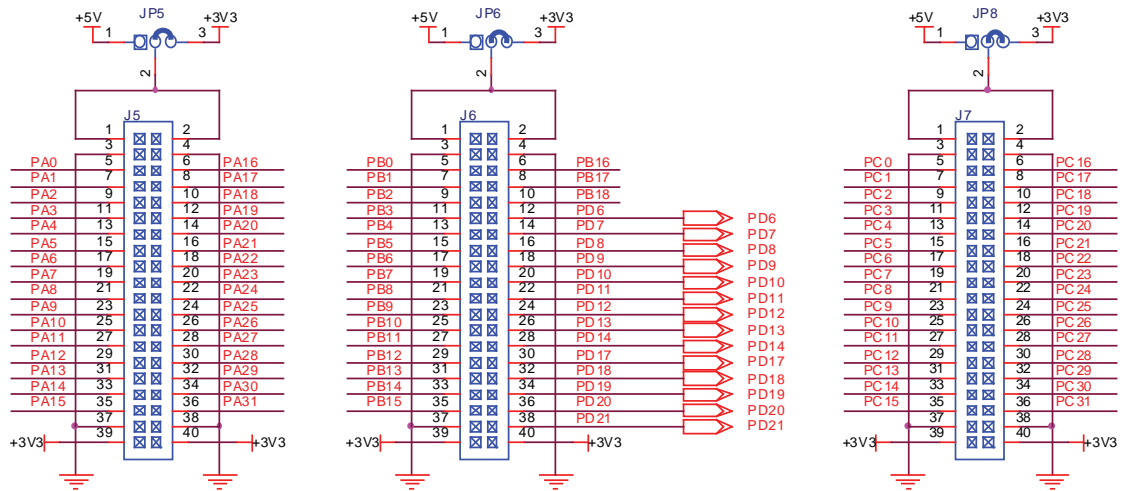 +5V JP5 +3V3
1 3
2
J5
1 2
3 4
PA0 5 6 PA16
PA1 7 8 PA17
PA2 9 10 PA18
PA3 11 12 PA19
PA4 13 14 PA20
PA5 15 16 PA21
PA6 17 18 PA22
PA7 19 20 PA23
PA8 21 22 PA24
PA9 23 24 PA25
PA10 25 26 PA26
PA11 27 28 PA27
PA12 29 30 PA28
PA13 31 32 PA29
PA14 33 34 PA30
PA15 35 36 PA31
37 38
+3V3 39 40 +3V3
+5V JP6 +3V3
1 3
2
J6
1 2
3 4
PB0 5 6 PB16
PB1 7 8 PB17
PB2 9 10 PB18
PB3 11 12 PD6 PD6
PB4 13 14 PD7 PD7
PB5 15 16 PD8 PD8
PB6 17 18 PD9 PD9
PB7 19 20 PD10 PD10
PB8 21 22 PD11 PD11
PB9 23 24 PD12 PD12
PB10 25 26 PD13 PD13
PB11 27 28 PD14 PD14
PB12 29 30 PD17 PD17
PB13 31 32 PD18 PD18
PB14 33 34 PD19 PD19
PB15 35 36 PD20 PD20
37 38 PD21 PD21
+3V3 39 40 +3V3
+5V JP8 +3V3
1 3
2
J7
1 2
3 4
PC0 5 6 PC16
PC1 7 8 PC17
PC2 9 10 PC18
PC3 11 12 PC19
PC4 13 14 PC20
PC5 15 16 PC21
PC6 17 18 PC22
PC7 19 20 PC23
PC8 21 22 PC24
PC9 23 24 PC25
PC10 25 26 PC26
PC11 27 28 PC27
PC12 29 30 PC28
PC13 31 32 PC29
PC14 33 34 PC30
PC15 35 36 PC31
37 38
+3V3 39 40 +3V3